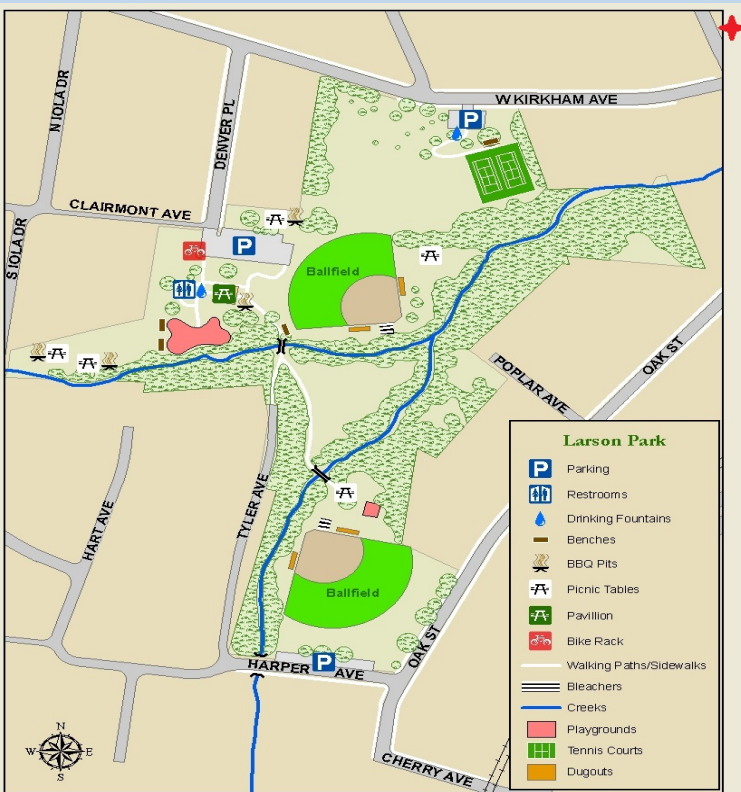 W KIRKHAM AVE
N IOLA DR
DENVER PL
P
CLAIRMONT AVE
S IOLA DR
P
Ballfield
OAK ST
POPLAR AVE
HART AVE
TYLER AVE
Ballfield
OAK ST
HARPER AVE
P
CHERRY AVE
N
W E
S
Larson Park
P Parking
Restrooms
Drinking Fountains
Benches
BBQ Pits
Picnic Tables
Pavillion
Bike Rack
Walking Paths/Sidewalks
Bleachers
Creeks
Playgrounds
Tennis Courts
Dugouts